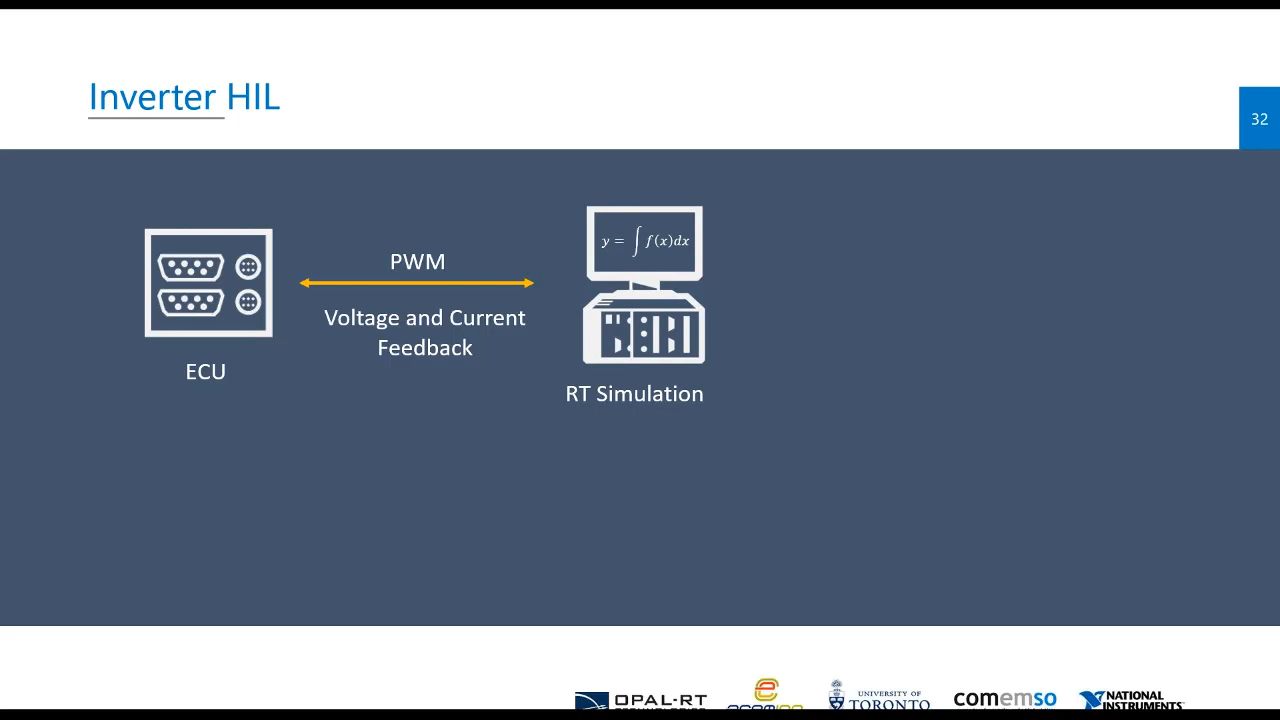 Inverter HIL
32
y = ∫ f(x)dx
PWM
Voltage and Current
Feedback
ECU
RT Simulation
OPAL-RT
TECHNOLOGIES
UNIVERSITY OF
TORONTO
comemso
NATIONAL
INSTRUMENTS